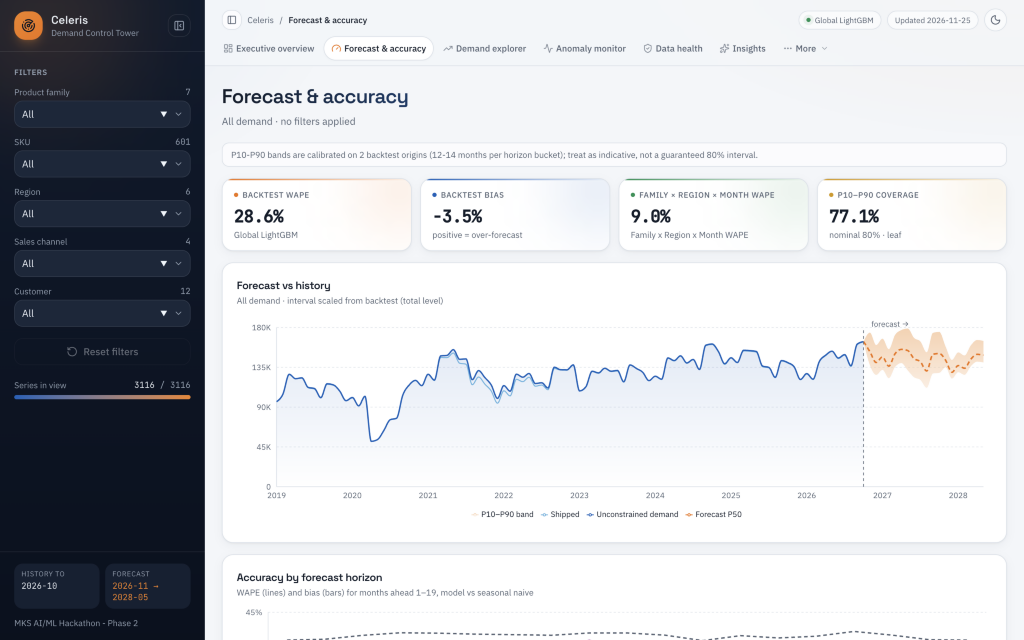 Celeris
Demand Control Tower
FILTERS
Product family 7
All
SKU 601
All
Region 6
All
Sales channel 4
All
Customer 12
All
Reset filters
Series in view 3116 / 3116
HISTORY TO
2026-10
FORECAST
2026-11 →
2028-05
MKS AI/ML Hackathon - Phase 2
Celeris / Forecast & accuracy
Global LightGBM
Updated 2026-11-25
Executive overview
Forecast & accuracy
Demand explorer
Anomaly monitor
Data health
Insights
More
Forecast & accuracy
All demand · no filters applied
P10-P90 bands are calibrated on 2 backtest origins (12-14 months per horizon bucket); treat as indicative, not a guaranteed 80% interval.
BACKTEST WAPE
28.6%
Global LightGBM
BACKTEST BIAS
-3.5%
positive = over-forecast
FAMILY × REGION × MONTH WAPE
9.0%
Family x Region x Month WAPE
P10–P90 COVERAGE
77.1%
nominal 80% · leaf
Forecast vs history
All demand · interval scaled from backtest (total level)
forecast →
180K
135K
90K
45K
0
2019 2020 2021 2022 2023 2024 2025 2026 2027 2028
P10–P90 band Shipped Unconstrained demand Forecast P50
Accuracy by forecast horizon
WAPE (lines) and bias (bars) for months ahead 1–19, model vs seasonal naive
45%